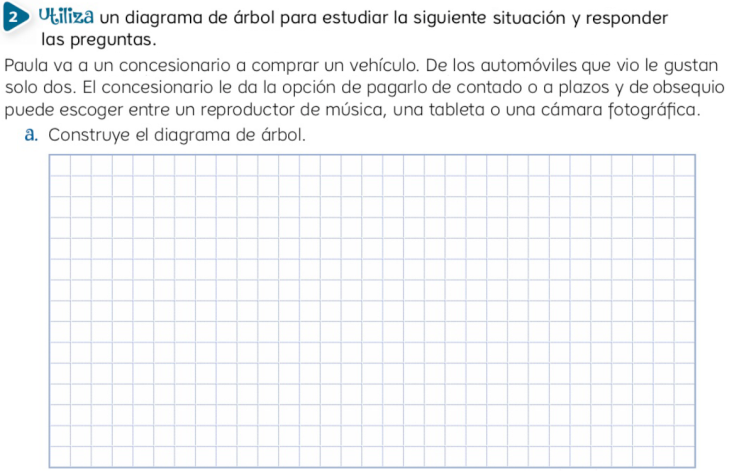 2 Utiliza un diagrama de árbol para estudiar la siguiente situación y responder
las preguntas.
Paula va a un concesionario a comprar un vehículo. De los automóviles que vio le gustan
solo dos. El concesionario le da la opción de pagarlo de contado o a plazos y de obsequio
puede escoger entre un reproductor de música, una tableta o una cámara fotográfica.
a. Construye el diagrama de árbol.